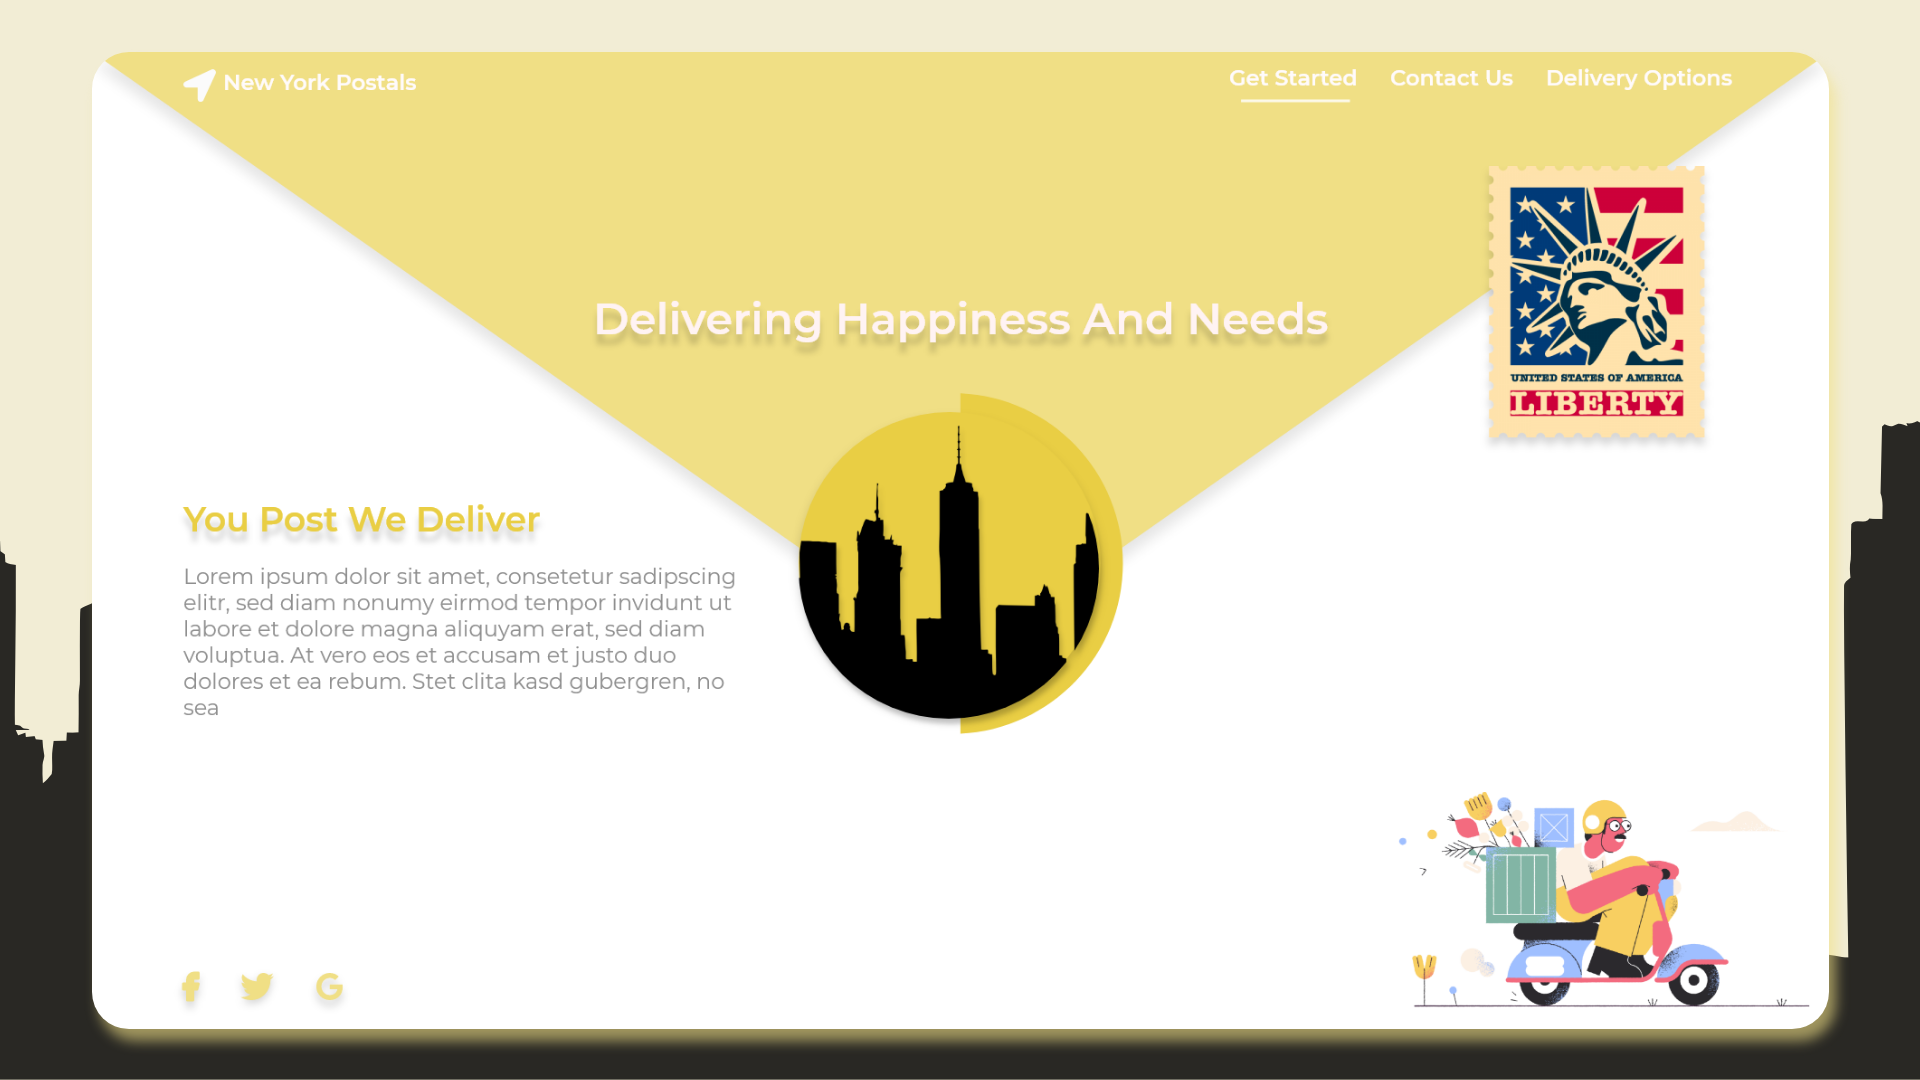 New York Postals
Get Started
Contact Us
Delivery Options
Delivering Happiness And Needs
UNITED STATES OF AMERICA
LIBERTY
You Post We Deliver
Lorem ipsum dolor sit amet, consetetur sadipscing
elitr, sed diam nonumy eirmod tempor invidunt ut
labore et dolore magna aliquyam erat, sed diam
voluptua. At vero eos et accusam et justo duo
dolores et ea rebum. Stet clita kasd gubergren, no
sea